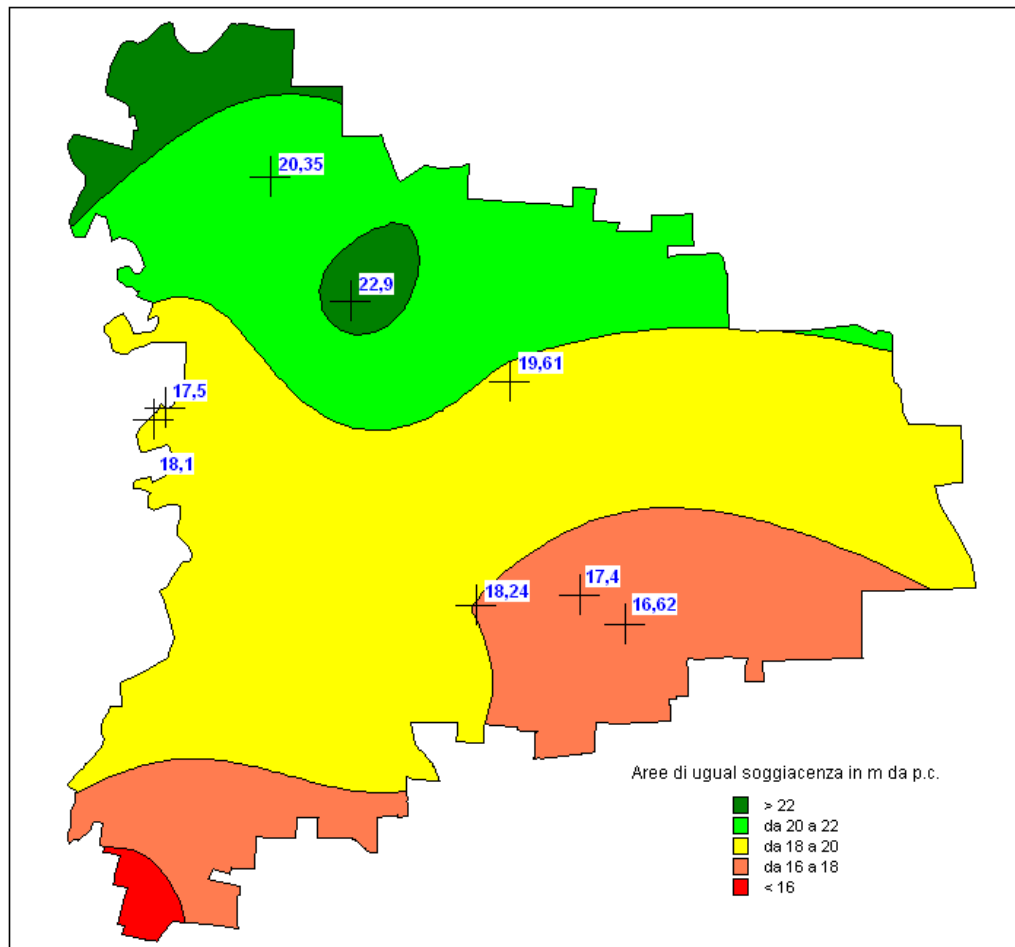 20,35
22,9
19,61
17,5
18,1
18,24
17,4
16,62
Aree di ugual soggiacenza in m da p.c.
> 22
da 20 a 22
da 18 a 20
da 16 a 18
< 16